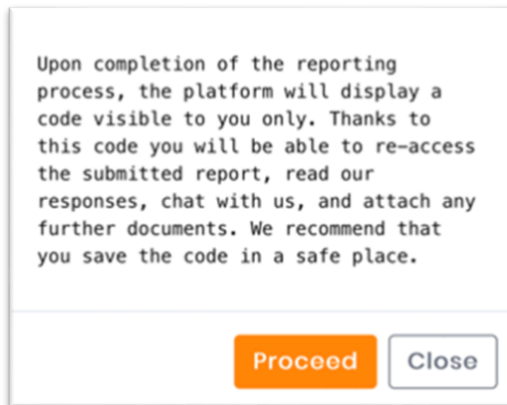 Upon completion of the reporting
process, the platform will display a
code visible to you only. Thanks to
this code you will be able to re-access
the submitted report, read our
responses, chat with us, and attach any
further documents. We recommend that
you save the code in a safe place.
Proceed Close